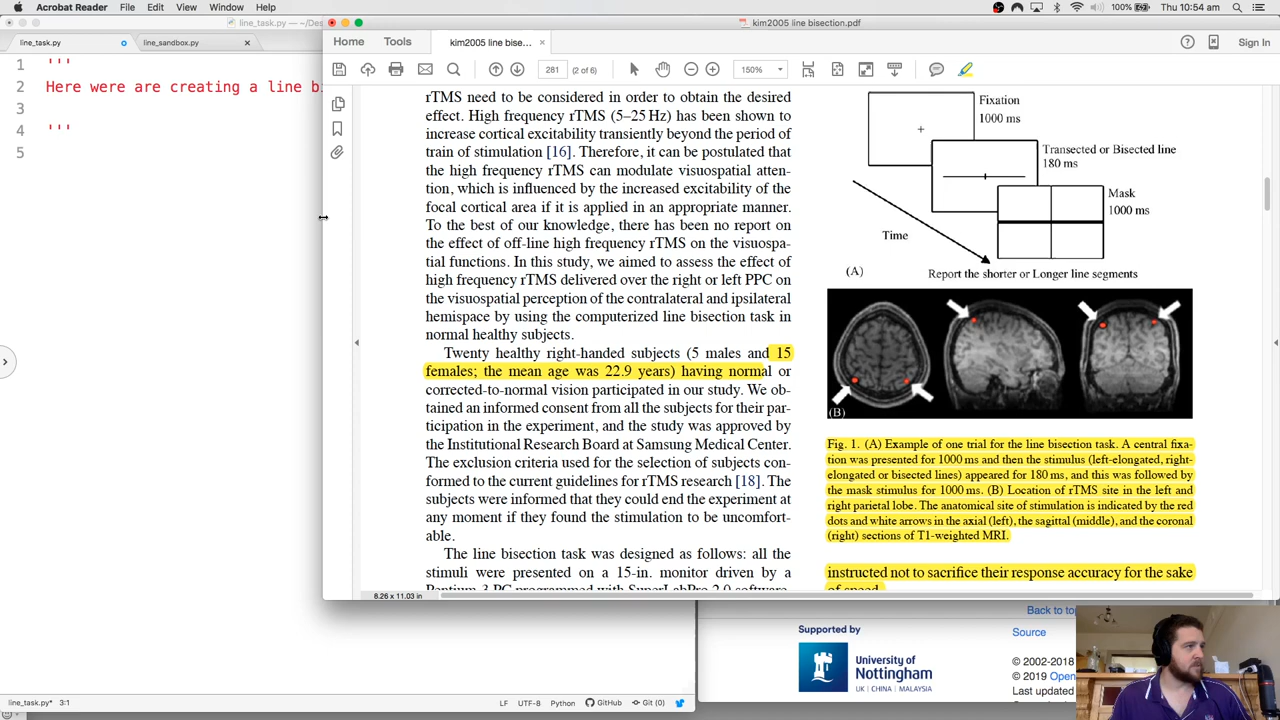 Acrobat Reader File Edit View Window Help
100% Thu 10:54 am
line_task.py — ~/Des
kim2005 line bisection.pdf
line_task.py
line_sandbox.py
Home Tools kim2005 line bise...
Sign In
281 (2 of 6)
150%
1 '''
2 Here were are creating a line b
3
4 '''
5
rTMS need to be considered in order to obtain the desired
effect. High frequency rTMS (5–25 Hz) has been shown to
increase cortical excitability transiently beyond the period of
train of stimulation [16]. Therefore, it can be postulated that
the high frequency rTMS can modulate visuospatial atten-
tion, which is influenced by the increased excitability of the
focal cortical area if it is applied in an appropriate manner.
To the best of our knowledge, there has been no report on
the effect of off-line high frequency rTMS on the visuospa-
tial functions. In this study, we aimed to assess the effect of
high frequency rTMS delivered over the right or left PPC on
the visuospatial perception of the contralateral and ipsilateral
hemispace by using the computerized line bisection task in
normal healthy subjects.
Twenty healthy right-handed subjects (5 males and 15
females; the mean age was 22.9 years) having normal or
corrected-to-normal vision participated in our study. We ob-
tained an informed consent from all the subjects for their par-
ticipation in the experiment, and the study was approved by
the Institutional Research Board at Samsung Medical Center.
The exclusion criteria used for the selection of subjects con-
formed to the current guidelines for rTMS research [18]. The
subjects were informed that they could end the experiment at
any moment if they found the stimulation to be uncomfort-
able.
The line bisection task was designed as follows: all the
stimuli were presented on a 15-in. monitor driven by a
Pentium-3 PC programmed with SuperLabPro 2.0 software.
Fixation
1000 ms
Transected or Bisected line
180 ms
Mask
1000 ms
Time
(A)
Report the shorter or Longer line segments
(B)
Fig. 1. (A) Example of one trial for the line bisection task. A central fixa-
tion was presented for 1000 ms and then the stimulus (left-elongated, right-
elongated or bisected lines) appeared for 180 ms, and this was followed by
the mask stimulus for 1000 ms. (B) Location of rTMS site in the left and
right parietal lobe. The anatomical site of stimulation is indicated by the red
dots and white arrows in the axial (left), the sagittal (middle), and the coronal
(right) sections of T1-weighted MRI.
instructed not to sacrifice their response accuracy for the sake
of speed.
8.26 x 11.03 in
Supported by
University of
Nottingham
UK | CHINA | MALAYSIA
Back to top
Source
© 2002-2018
© 2019 Open
Last updated
line_task.py* 3:1
LF UTF-8 Python GitHub Git (0)